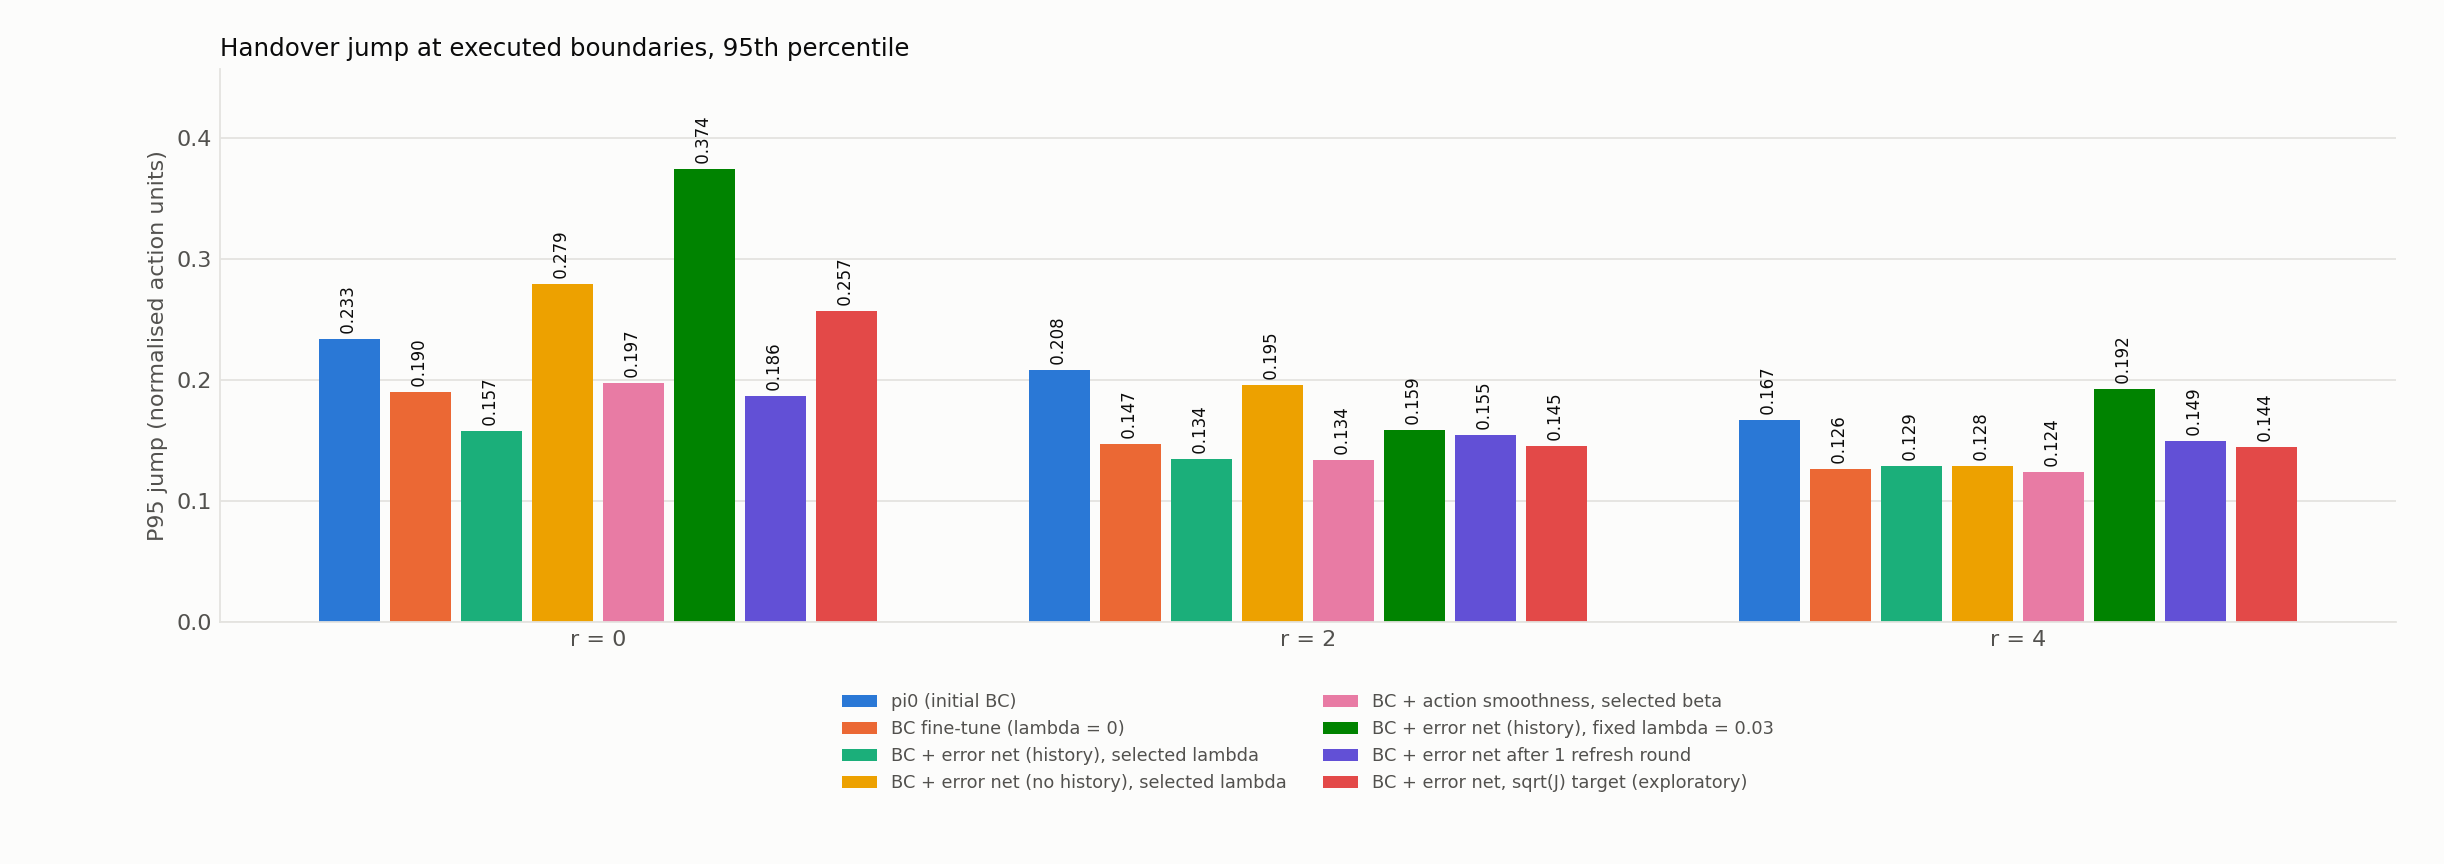 Handover jump at executed boundaries, 95th percentile
P95 jump (normalised action units)
0.4
0.3
0.2
0.1
0.0
0.233
0.190
0.157
0.279
0.197
0.374
0.186
0.257
0.208
0.147
0.134
0.195
0.134
0.159
0.155
0.145
0.167
0.126
0.129
0.128
0.124
0.192
0.149
0.144
r = 0
r = 2
r = 4
pi0 (initial BC)
BC fine-tune (lambda = 0)
BC + error net (history), selected lambda
BC + error net (no history), selected lambda
BC + action smoothness, selected beta
BC + error net (history), fixed lambda = 0.03
BC + error net after 1 refresh round
BC + error net, sqrt(J) target (exploratory)